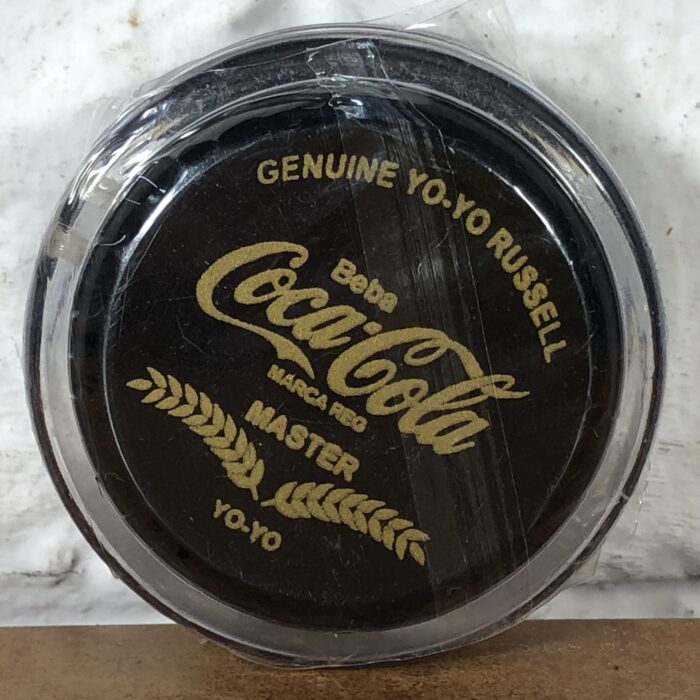 GENUINE YO-YO RUSSELL
Beba
Coca-Cola
MARCA REG
MASTER
YO-YO